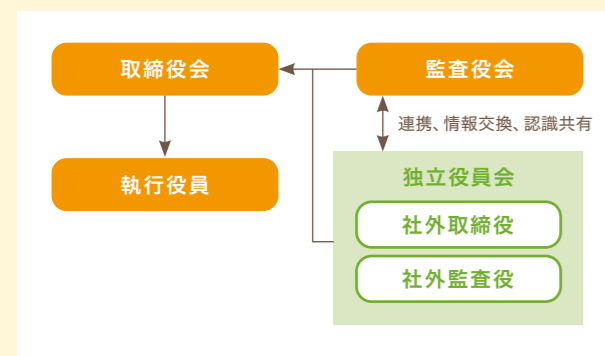 取締役会
監査役会
連携、情報交換、認識共有
執行役員
独立役員会
社外取締役
社外監査役